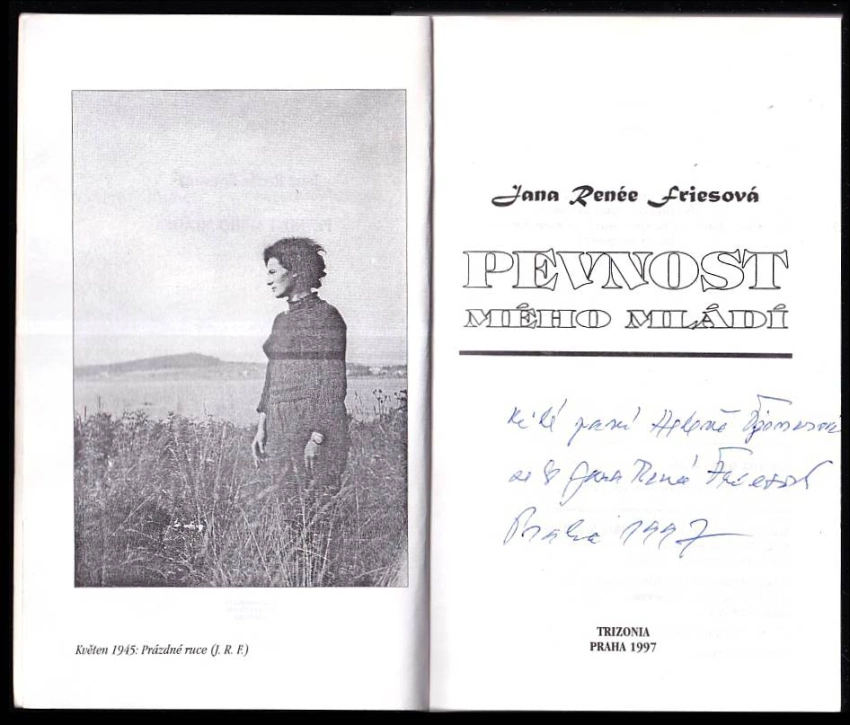 Květen 1945: Prázdné ruce (J. R. F.)
Jana Renée Friesová
PEVNOST
MÉHO MLÁDÍ
Milé paní Heleně
Jana Renée Friesová
Praha 1997
TRIZONIA
PRAHA 1997